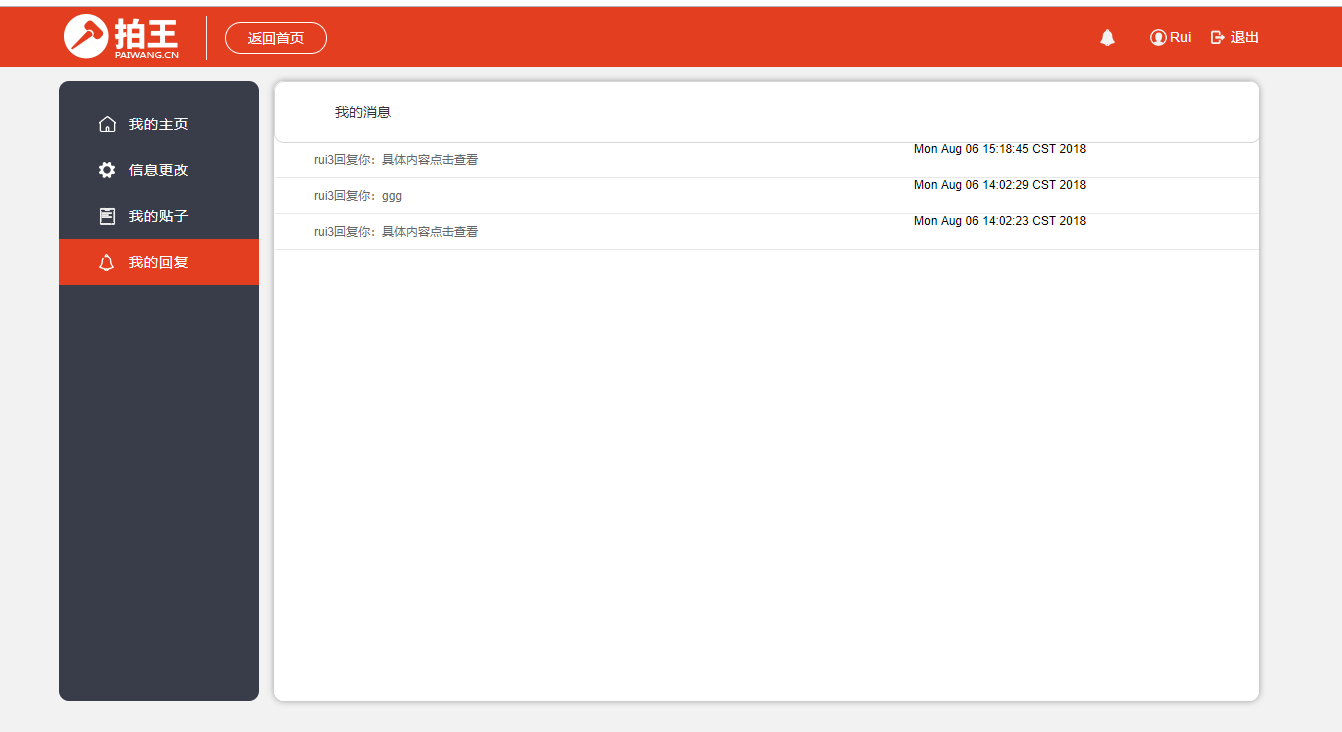 拍王
PAIWANG.CN
返回首页
Rui
退出
我的主页
信息更改
我的贴子
我的回复
我的消息
rui3回复你：具体内容点击查看
Mon Aug 06 15:18:45 CST 2018
rui3回复你：ggg
Mon Aug 06 14:02:29 CST 2018
rui3回复你：具体内容点击查看
Mon Aug 06 14:02:23 CST 2018